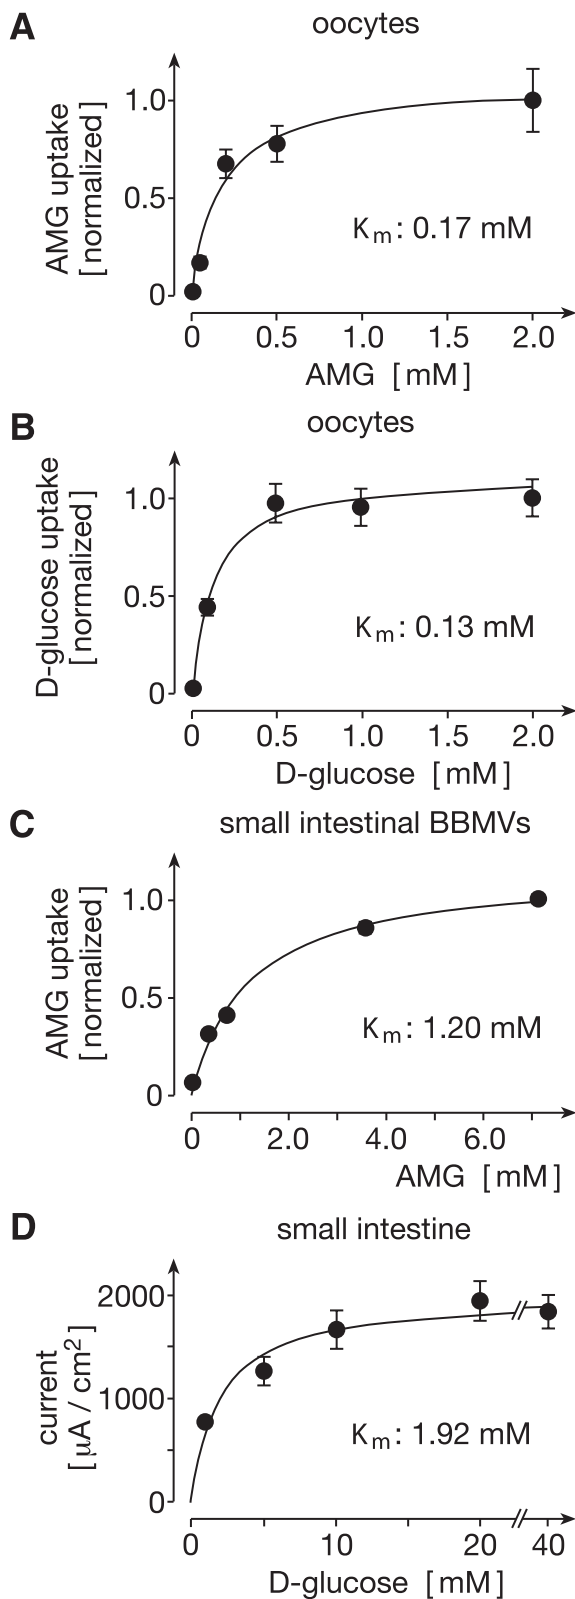 A
oocytes
AMG uptake
[normalized]
1.0
0.5
0
Km: 0.17 mM
0 0.5 1.0 1.5 2.0
AMG [mM]
B
oocytes
D-glucose uptake
[normalized]
1.0
0.5
0
Km: 0.13 mM
0 0.5 1.0 1.5 2.0
D-glucose [mM]
C
small intestinal BBMVs
AMG uptake
[normalized]
1.0
0.5
0
Km: 1.20 mM
0 2.0 4.0 6.0
AMG [mM]
D
small intestine
current
[µA / cm²]
2000
1000
0
Km: 1.92 mM
0 10 20 40
D-glucose [mM]